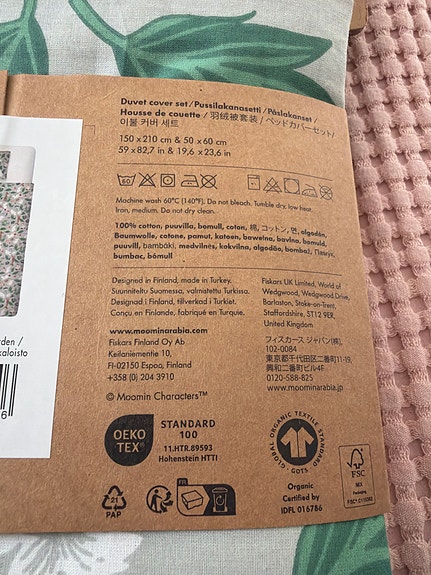 Duvet cover set / Pussilakanasetti / Påslakanset /
Housse de couette / 羽绒被套装 / ベッドカバーセット/
이불 커버 세트
150 x 210 cm & 50 x 60 cm
59 x 82,7 in & 19,6 x 23,6 in
Machine wash 60°C (140°F). Do not bleach. Tumble dry, low heat.
Iron, medium. Do not dry clean.
100% cotton, puuvilla, bomull, coton, 棉, コットン, 면, algodon,
Baumwolle, cotone, pamut, katoen, bawełna, bavlna, bomuld,
puuvill, bambáki, medvilnės, kokvilna, algodão, bombaž, Памук,
bumbac, bómull
Designed in Finland, made in Turkey.
Suunniteltu Suomessa, valmistettu Turkissa.
Designad i Finland, tillverkad i Turkiet.
Conçu en Finlande, fabriqué en Turquie.
www.moominarabia.com
Fiskars Finland Oy Ab
Keilaniementie 10,
FI-02150 Espoo, Finland
+358 (0) 204 3910
© Moomin Characters™
Fiskars UK Limited, World of
Wedgwood, Wedgwood Drive,
Barlaston, Stoke-on-Trent,
Staffordshire, ST12 9ER,
United Kingdom
フィスカース ジャパン(株),
102-0084
東京都千代田区二番町11-19,
興和二番町ビル4F
0120-588-825
www.moominarabia.jp
rden /
kaloisto
6
OEKO
TEX®
STANDARD
100
11.HTR.89593
Hohenstein HTTI
GLOBAL ORGANIC TEXTILE STANDARD
· GOTS ·
Organic
Certified by
IDFL 016786
FSC
MIX
Packaging
21
PAP
FR